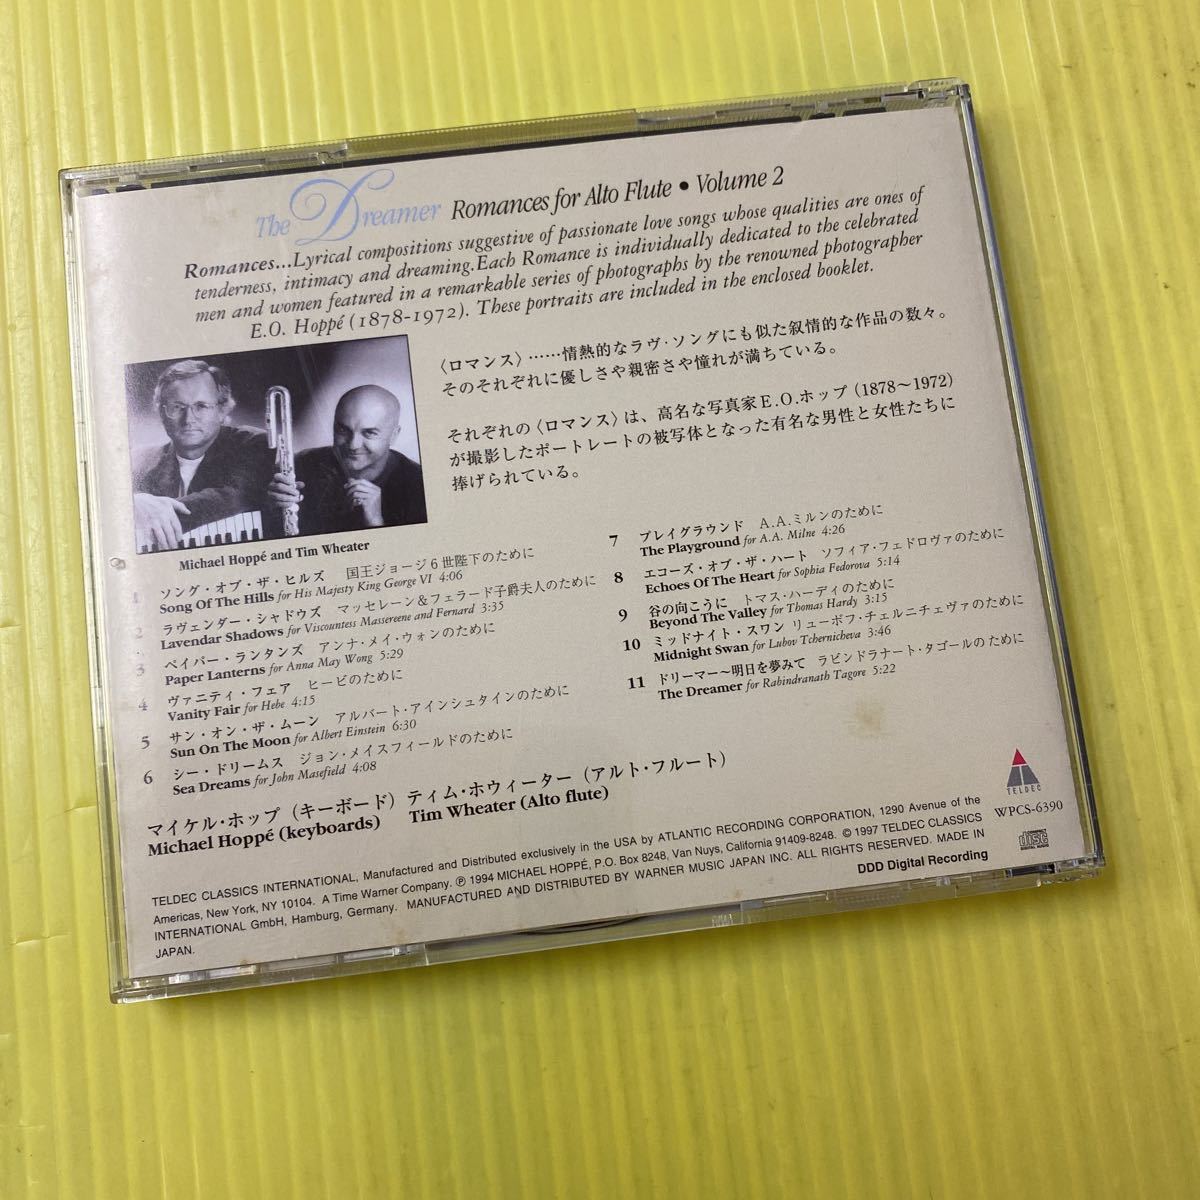 The Dreamer Romances for Alto Flute • Volume 2
Romances...Lyrical compositions suggestive of passionate love songs whose qualities are ones of
tenderness, intimacy and dreaming.Each Romance is individually dedicated to the celebrated
men and women featured in a remarkable series of photographs by the renowned photographer
E.O. Hoppé (1878-1972). These portraits are included in the enclosed booklet.
〈ロマンス〉……情熱的なラヴ・ソングにも似た叙情的な作品の数々。
そのそれぞれに優しさや親密さや憧れが満ちている。
それぞれの〈ロマンス〉は、高名な写真家E.O.ホップ(1878〜1972)
が撮影したポートレートの被写体となった有名な男性と女性たちに
捧げられている。
Michael Hoppé and Tim Wheater
1 ソング・オブ・ザ・ヒルズ 国王ジョージ6世陛下のために
Song Of The Hills for His Majesty King George VI 4:06
2 ラヴェンダー・シャドウズ マッセレーン&フェラード子爵夫人のために
Lavendar Shadows for Viscountess Massereene and Fernard 3:35
3 ペイパー・ランタンズ アンナ・メイ・ウォンのために
Paper Lanterns for Anna May Wong 5:29
4 ヴァニティ・フェア ヒービのために
Vanity Fair for Hebe 4:15
5 サン・オン・ザ・ムーン アルバート・アインシュタインのために
Sun On The Moon for Albert Einstein 6:30
6 シー・ドリームス ジョン・メイスフィールドのために
Sea Dreams for John Masefield 4:08
7 プレイグラウンド A.A.ミルンのために
The Playground for A.A. Milne 4:26
8 エコーズ・オブ・ザ・ハート ソフィア・フェドロヴァのために
Echoes Of The Heart for Sophia Fedorova 5:14
9 谷の向こうに トマス・ハーディのために
Beyond The Valley for Thomas Hardy 3:15
10 ミッドナイト・スワン リューボフ・チェルニチェヴァのために
Midnight Swan for Lubov Tchernicheva 3:46
11 ドリーマー〜明日を夢みて ラビンドラナート・タゴールのために
The Dreamer for Rabindranath Tagore 5:22
マイケル・ホップ(キーボード) ティム・ホウィーター(アルト・フルート)
Michael Hoppé (keyboards) Tim Wheater (Alto flute)
TELDEC
WPCS-6390
TELDEC CLASSICS INTERNATIONAL, Manufactured and Distributed exclusively in the USA by ATLANTIC RECORDING CORPORATION, 1290 Avenue of the
Americas, New York, NY 10104. A Time Warner Company. ℗ 1994 MICHAEL HOPPÉ, P.O. Box 8248, Van Nuys, California 91409-8248. © 1997 TELDEC CLASSICS
INTERNATIONAL GmbH, Hamburg, Germany. MANUFACTURED AND DISTRIBUTED BY WARNER MUSIC JAPAN INC. ALL RIGHTS RESERVED. MADE IN
JAPAN.
disc
DIGITAL AUDIO
DDD Digital Recording